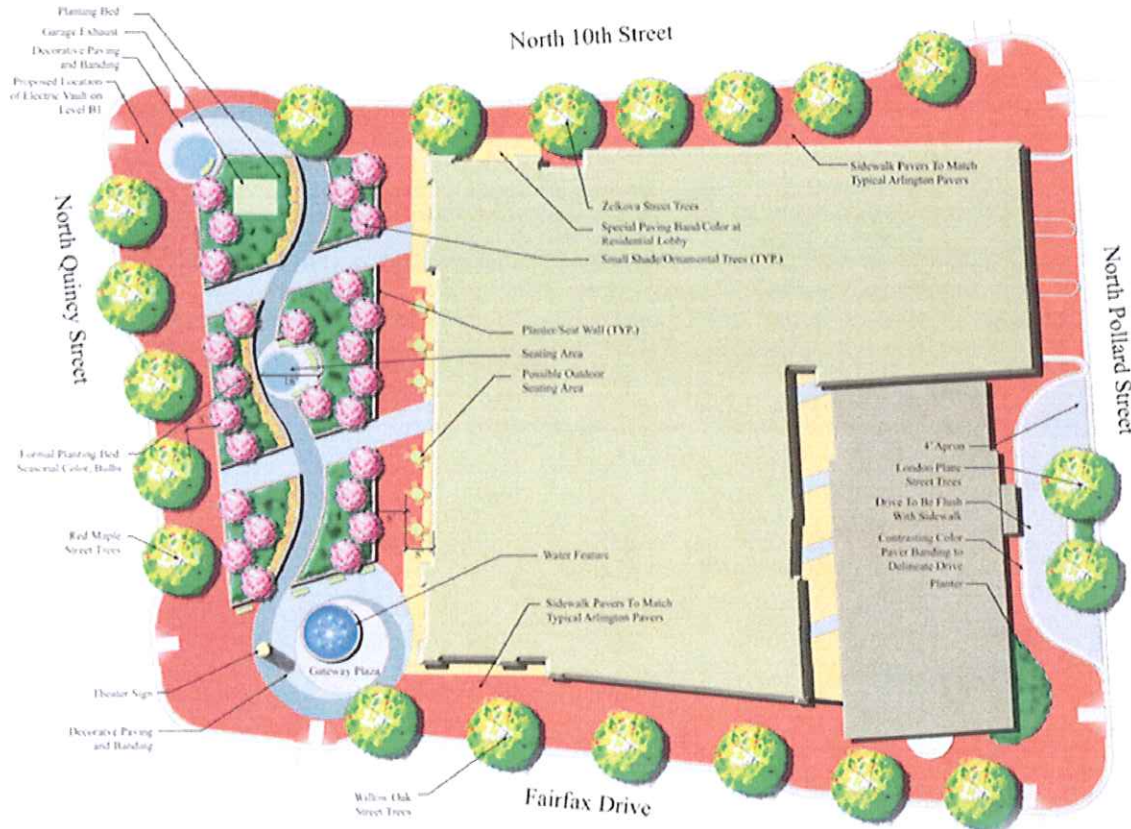 Planting Bed
Garage Exhaust
Decorative Paving
and Banding
Proposed Location
of Electric Vault on
Level B1
North 10th Street
Sidewalk Pavers To Match
Typical Arlington Pavers
Zelkova Street Trees
Special Paving Band/Color at
Residential Lobby
Small Shade/Ornamental Trees (TYP.)
North Quincy Street
North Pollard Street
Planter/Seat Wall (TYP.)
Seating Area
Possible Outdoor
Seating Area
18'
Formal Planting Bed
Seasonal Color, Bulbs
4' Apron
London Plane
Street Trees
Drive To Be Flush
With Sidewalk
Contrasting Color
Paver Banding to
Delineate Drive
Planter
Red Maple
Street Trees
Water Feature
Sidewalk Pavers To Match
Typical Arlington Pavers
Gateway Plaza
Theater Sign
Decorative Paving
and Banding
Willow Oak
Street Trees
Fairfax Drive